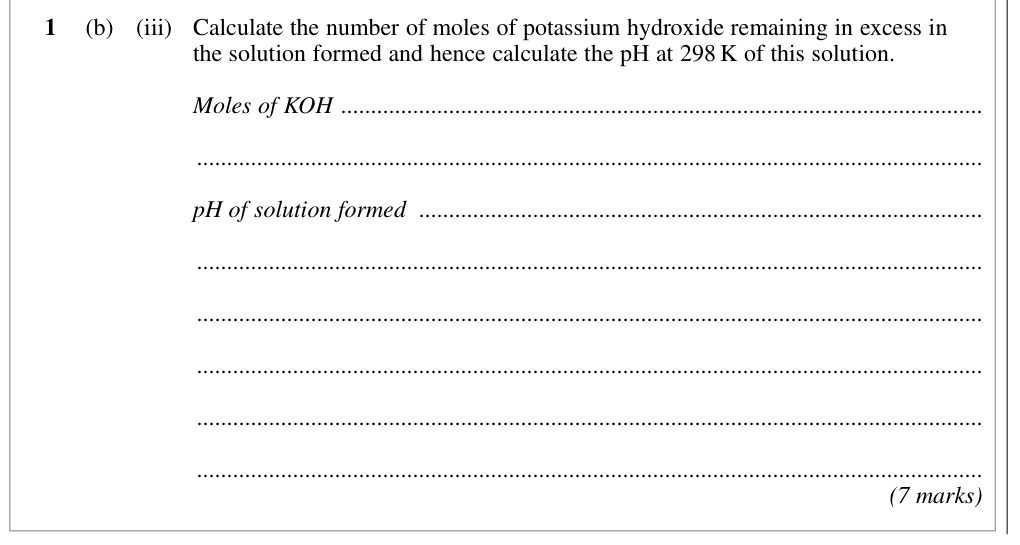 1 (b) (iii) Calculate the number of moles of potassium hydroxide remaining in excess in
the solution formed and hence calculate the pH at 298 K of this solution.
Moles of KOH ..............................................................................................................
.......................................................................................................................................
pH of solution formed .................................................................................................
.......................................................................................................................................
.......................................................................................................................................
.......................................................................................................................................
.......................................................................................................................................
.......................................................................................................................................
(7 marks)